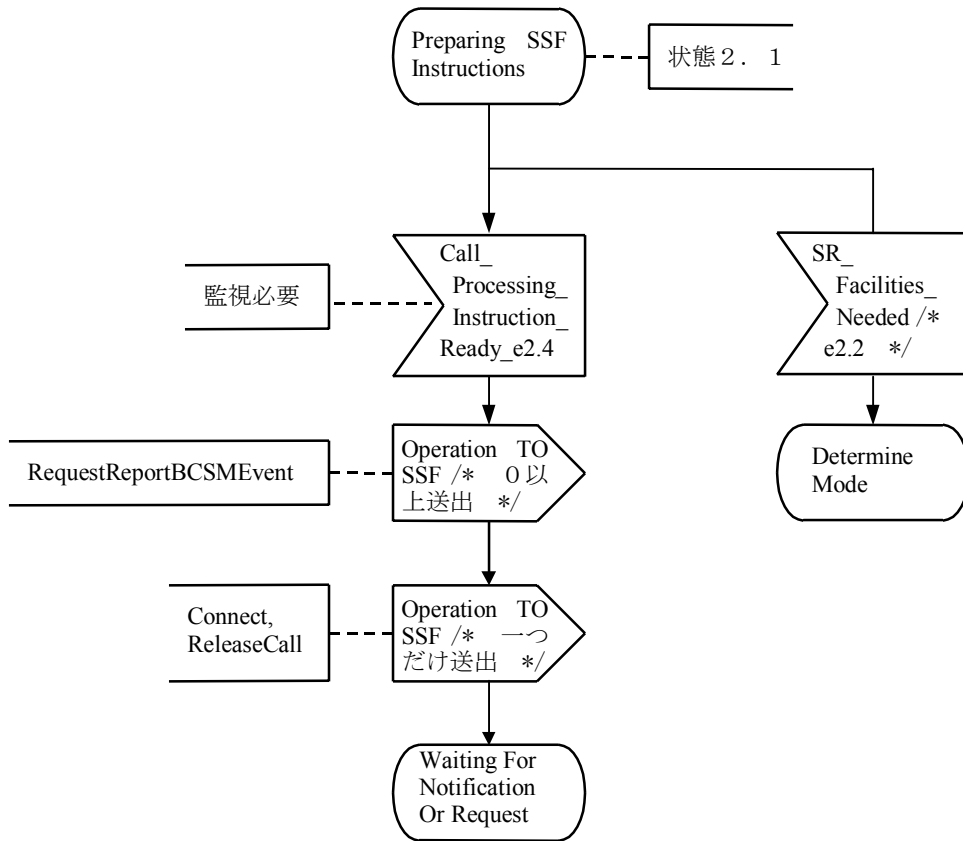 Preparing SSF
Instructions
状態２．１
Call_
Processing_
Instruction_
Ready_e2.4
監視必要
SR_
Facilities_
Needed /*
e2.2 */
Operation TO
SSF /* ０以
上送出 */
RequestReportBCSMEvent
Determine
Mode
Operation TO
SSF /* 一つ
だけ送出 */
Connect,
ReleaseCall
Waiting For
Notification
Or Request